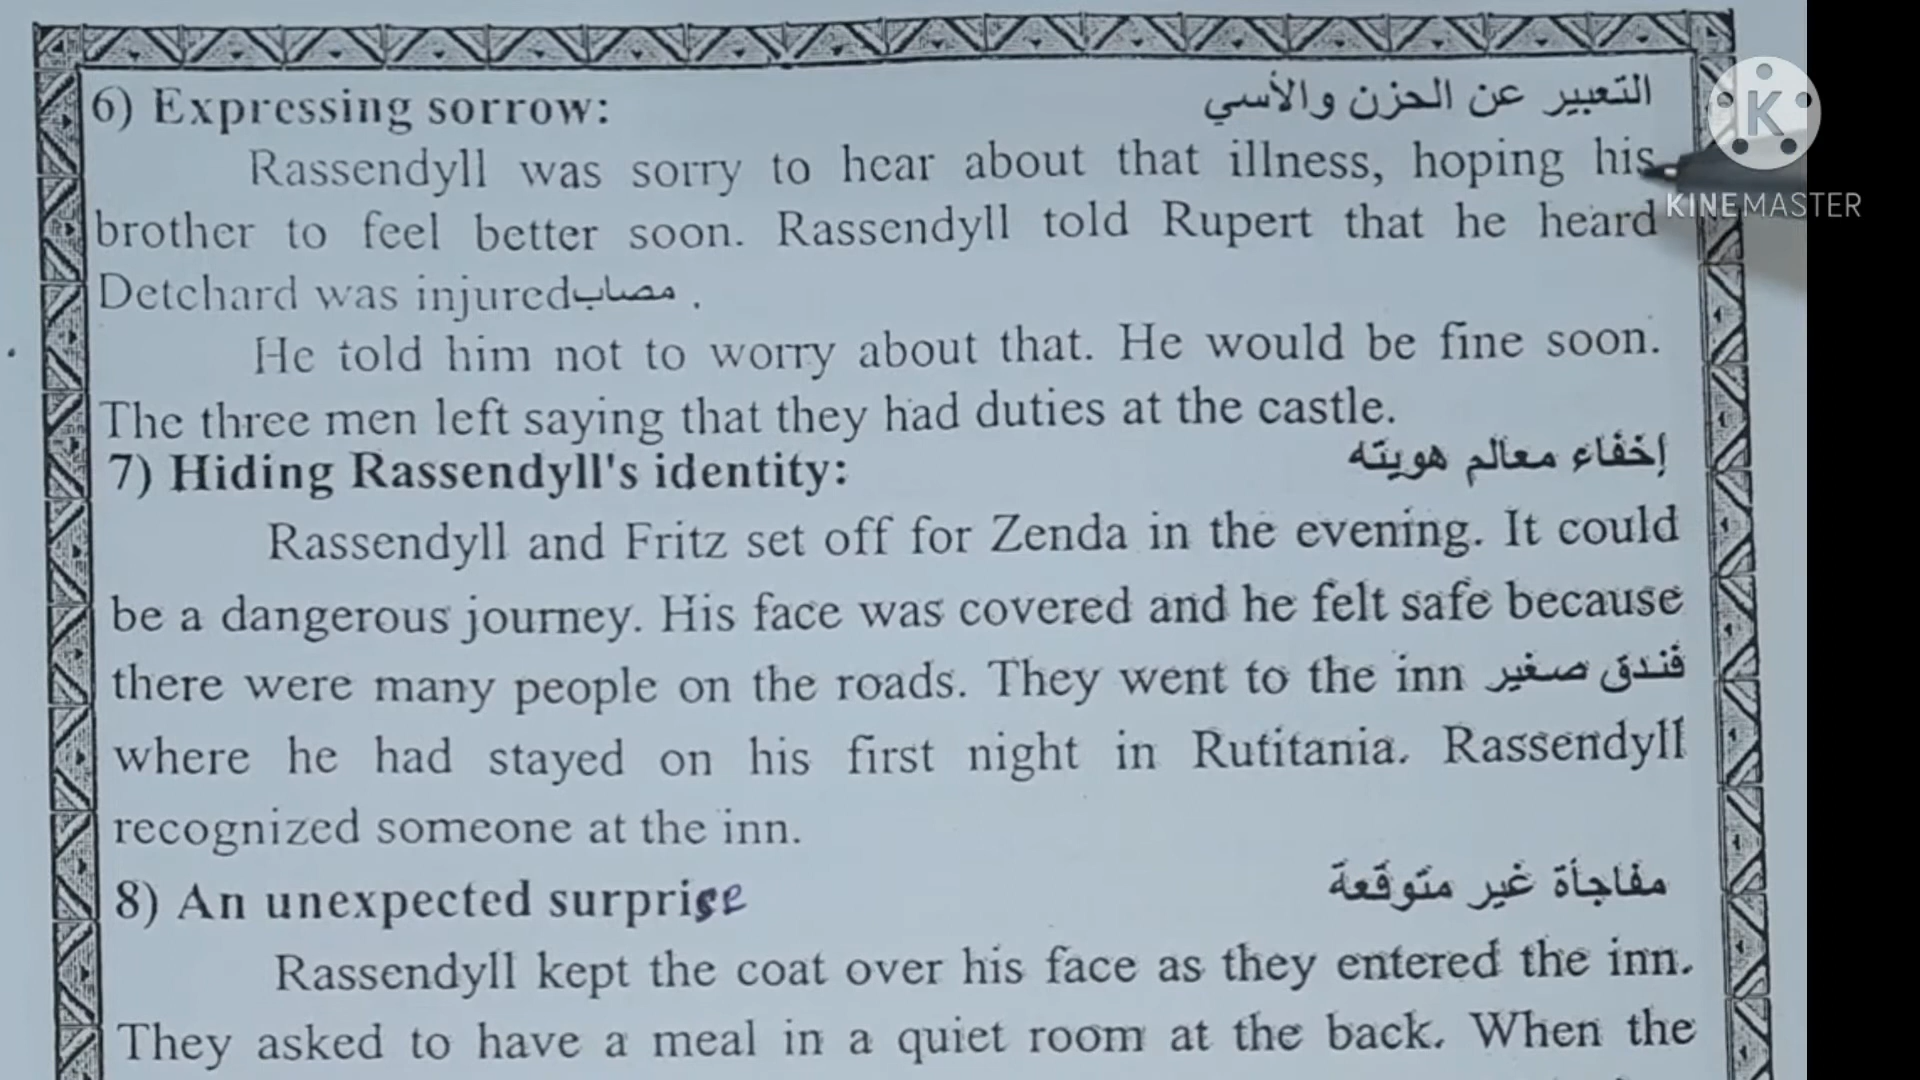 6) Expressing sorrow: التعبير عن الحزن والأسي
Rassendyll was sorry to hear about that illness, hoping his
brother to feel better soon. Rassendyll told Rupert that he heard
Detchard was injured مصاب .
He told him not to worry about that. He would be fine soon.
The three men left saying that they had duties at the castle.
7) Hiding Rassendyll's identity: إخفاء معالم هويته
Rassendyll and Fritz set off for Zenda in the evening. It could
be a dangerous journey. His face was covered and he felt safe because
there were many people on the roads. They went to the inn فندق صغير
where he had stayed on his first night in Rutitania. Rassendyll
recognized someone at the inn.
8) An unexpected surprise مفاجأة غير متوقعة
Rassendyll kept the coat over his face as they entered the inn.
They asked to have a meal in a quiet room at the back. When the
K
KINEMASTER